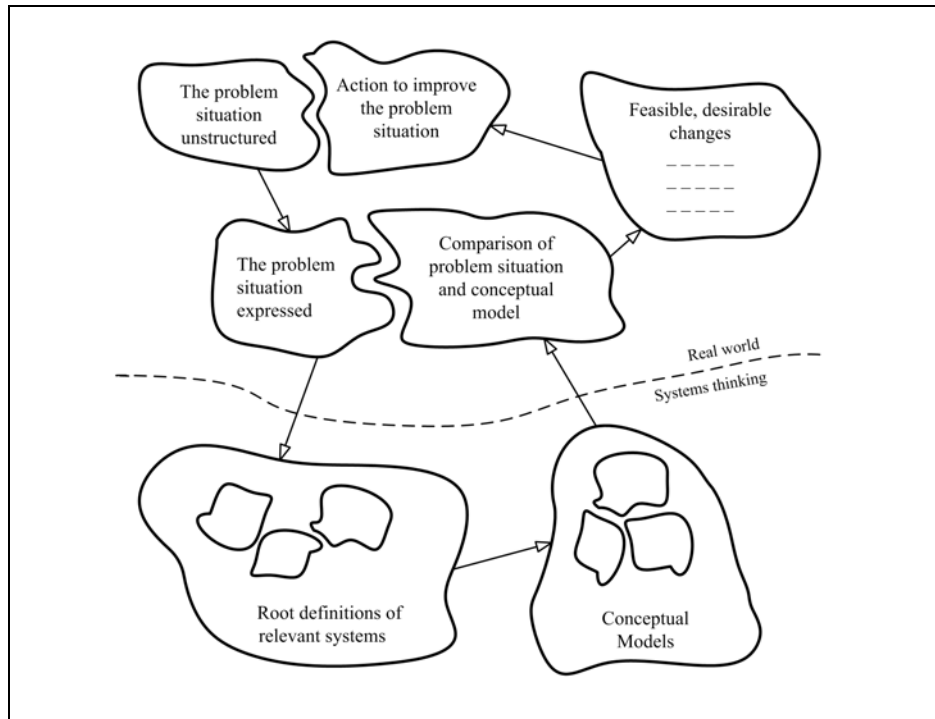 The problem
situation
unstructured
Action to improve
the problem
situation
Feasible, desirable
changes
The problem
situation
expressed
Comparison of
problem situation
and conceptual
model
Real world
Systems thinking
Root definitions of
relevant systems
Conceptual
Models